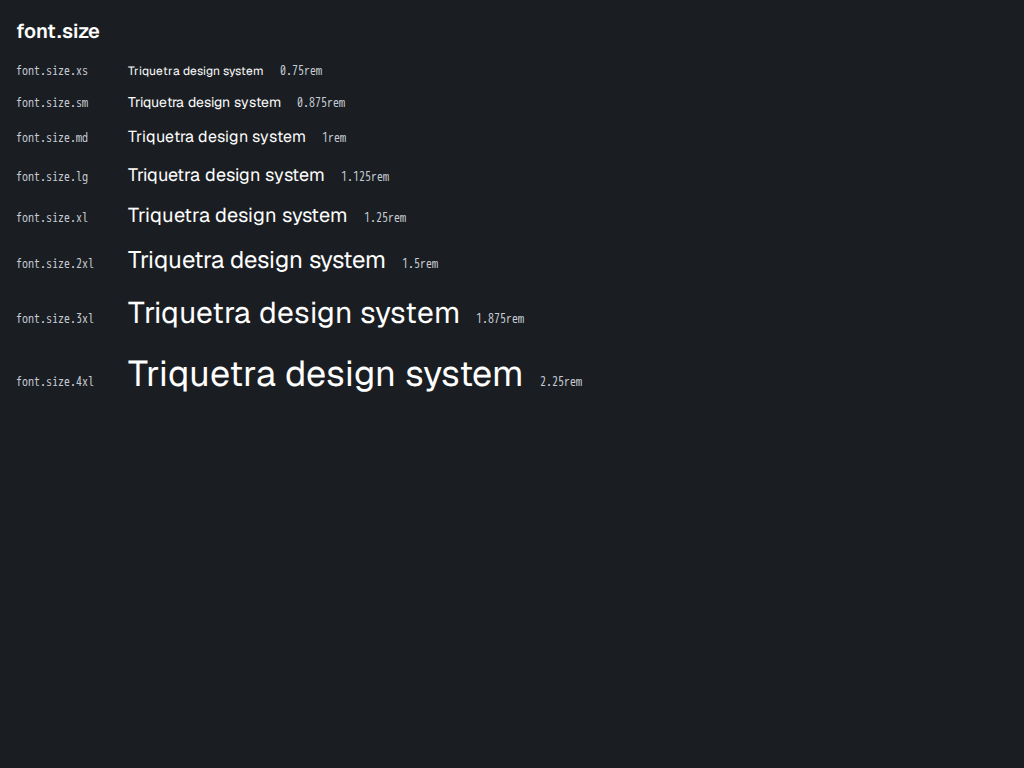 font.size
font.size.xs Triquetra design system 0.75rem
font.size.sm Triquetra design system 0.875rem
font.size.md Triquetra design system 1rem
font.size.lg Triquetra design system 1.125rem
font.size.xl Triquetra design system 1.25rem
font.size.2xl Triquetra design system 1.5rem
font.size.3xl Triquetra design system 1.875rem
font.size.4xl Triquetra design system 2.25rem